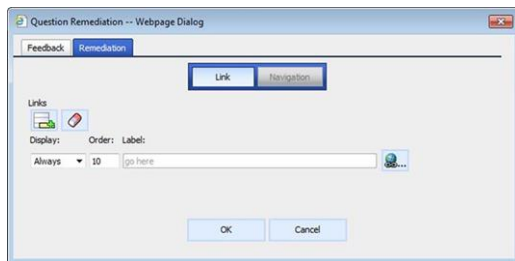 Question Remediation -- Webpage Dialog
Feedback Remediation
Link Navigation
Links
Display: Order: Label:
Always 10 go here ...
OK Cancel